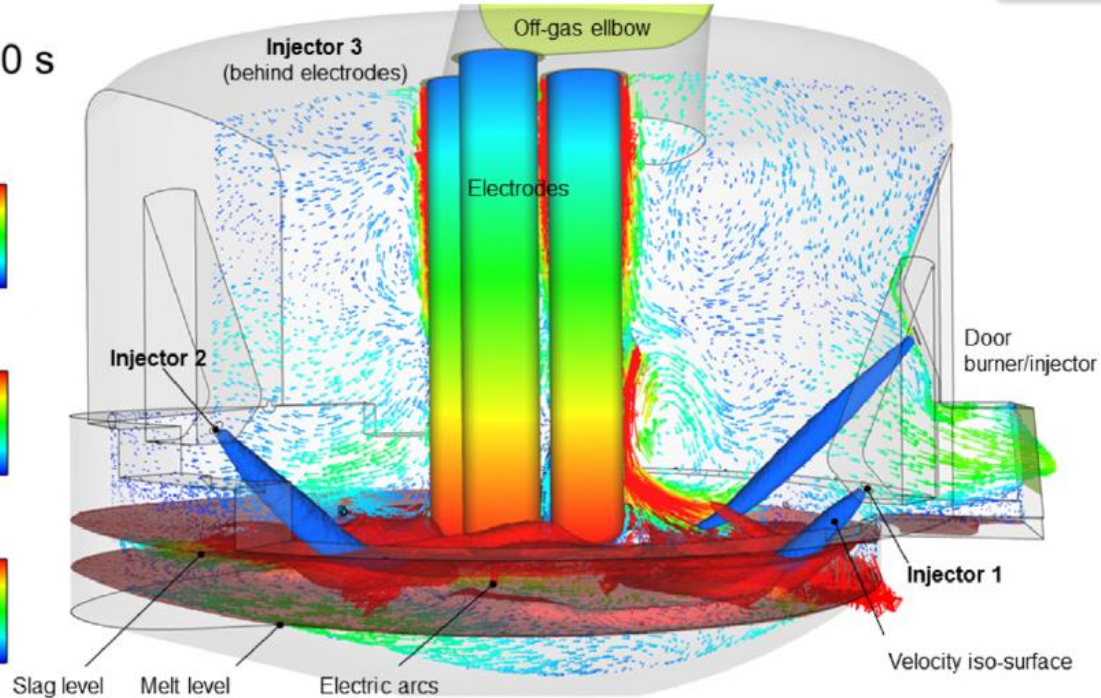 0 s
Injector 3
(behind electrodes)
Off-gas ellbow
Electrodes
Injector 2
Door
burner/injector
Injector 1
Velocity iso-surface
Slag level
Melt level
Electric arcs